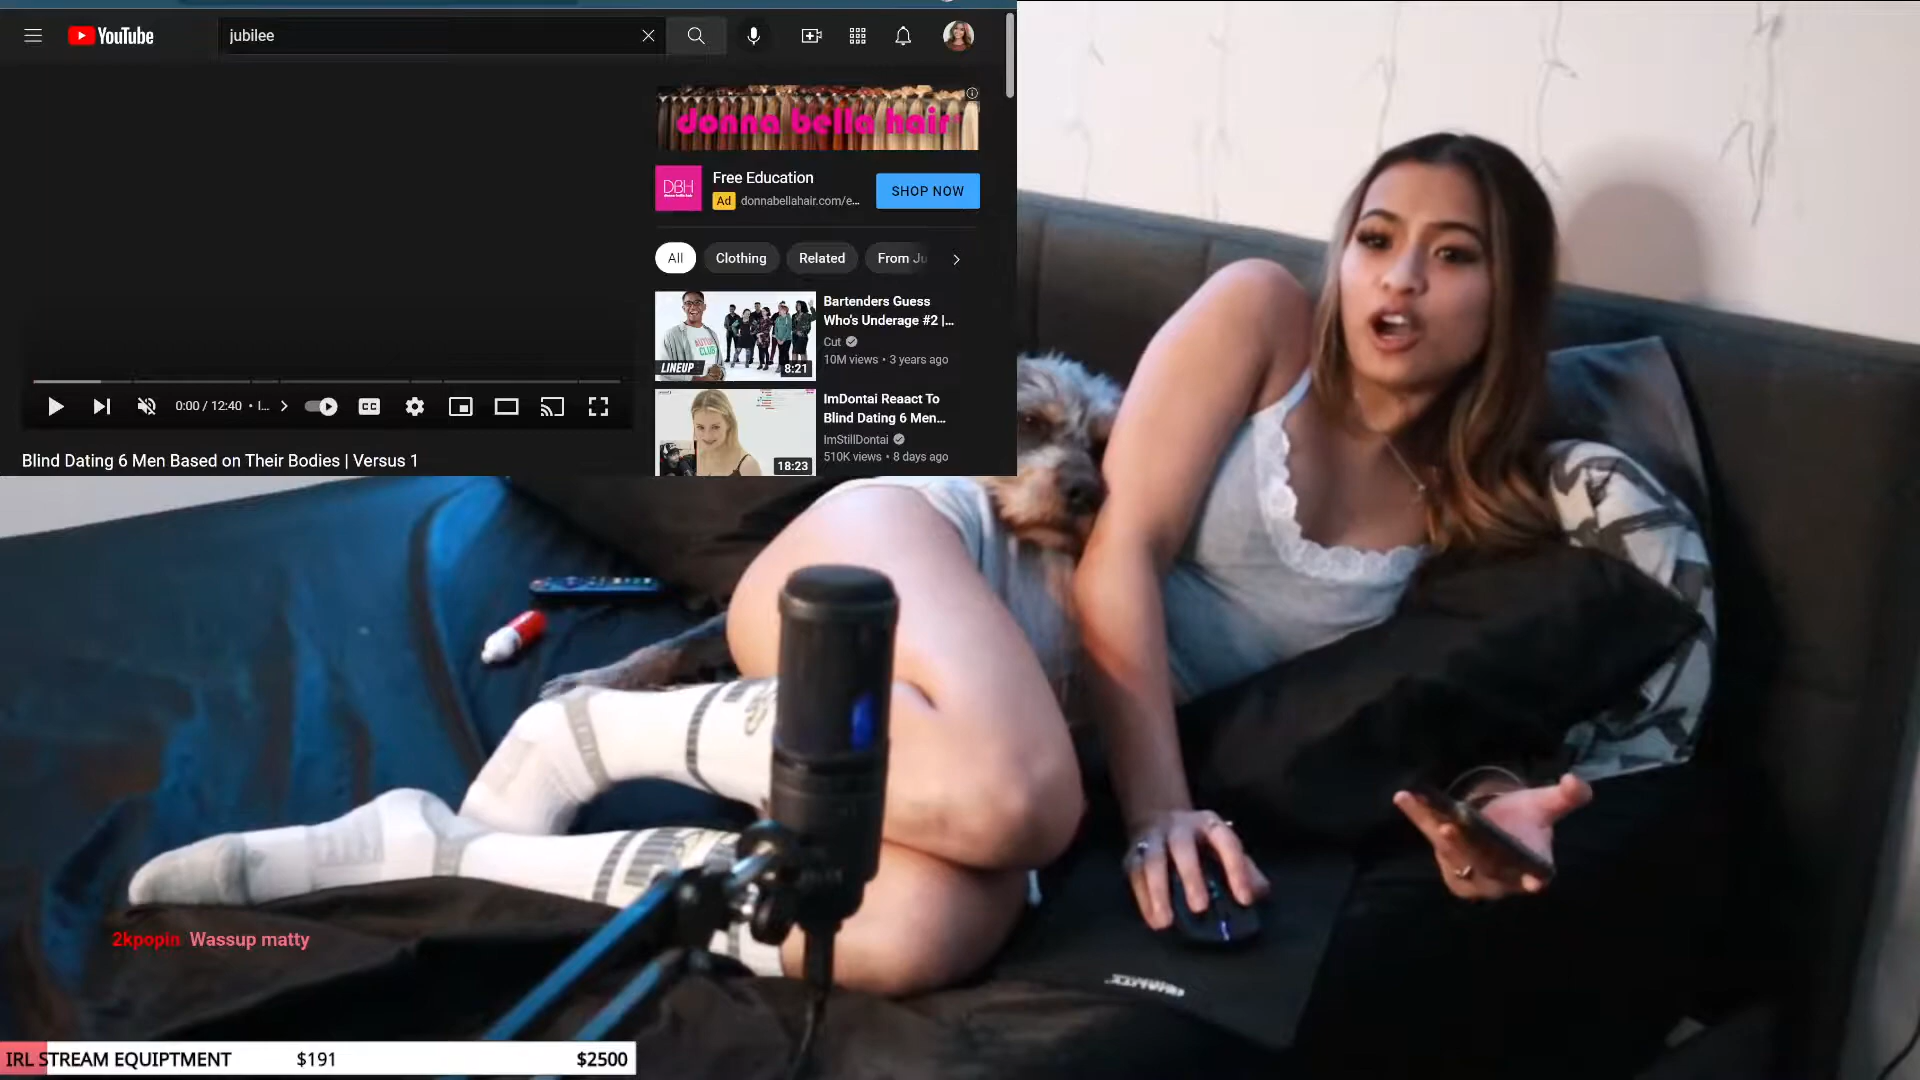 YouTube
jubilee
donna bella hair
DBH
Free Education
Ad donnabellahair.com/e...
SHOP NOW
All
Clothing
Related
From Ju
LINEUP
8:21
Bartenders Guess
Who's Underage #2 |...
Cut
10M views • 3 years ago
18:23
ImDontai Reaact To
Blind Dating 6 Men...
ImStillDontai
510K views • 8 days ago
0:00 / 12:40 • I...
CC
Blind Dating 6 Men Based on Their Bodies | Versus 1
2kpopin Wassup matty
IRL STREAM EQUIPTMENT $191 $2500